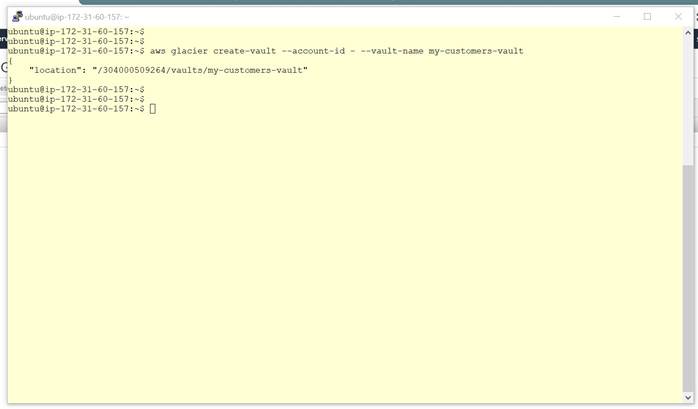 ubuntu@ip-172-31-60-157: ~
ubuntu@ip-172-31-60-157:~$
ubuntu@ip-172-31-60-157:~$
ubuntu@ip-172-31-60-157:~$ aws glacier create-vault --account-id - --vault-name my-customers-vault
{
    "location": "/304000509264/vaults/my-customers-vault"
}
ubuntu@ip-172-31-60-157:~$
ubuntu@ip-172-31-60-157:~$
ubuntu@ip-172-31-60-157:~$